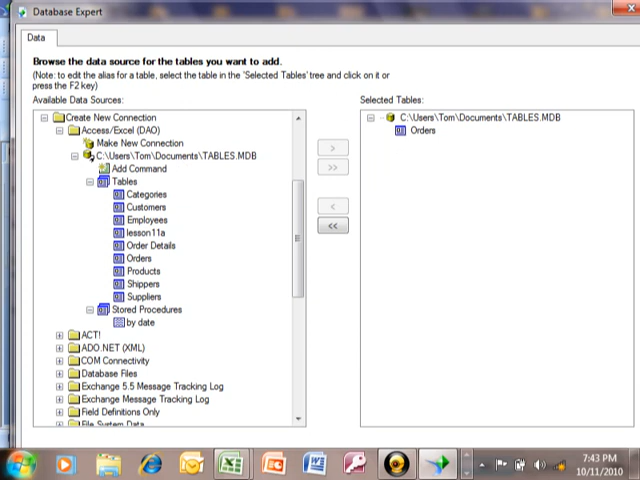 Database Expert
Data
Browse the data source for the tables you want to add.
(Note: to edit the alias for a table, select the table in the 'Selected Tables' tree and click on it or
press the F2 key)
Available Data Sources:
Selected Tables:
Create New Connection
Access/Excel (DAO)
Make New Connection
C:\Users\Tom\Documents\TABLES.MDB
Add Command
Tables
Categories
Customers
Employees
lesson11a
Order Details
Orders
Products
Shippers
Suppliers
Stored Procedures
by date
ACT!
ADO.NET (XML)
COM Connectivity
Database Files
Exchange 5.5 Message Tracking Log
Exchange Message Tracking Log
Field Definitions Only
File System Data
>
>>
<
<<
C:\Users\Tom\Documents\TABLES.MDB
Orders
7:43 PM
10/11/2010